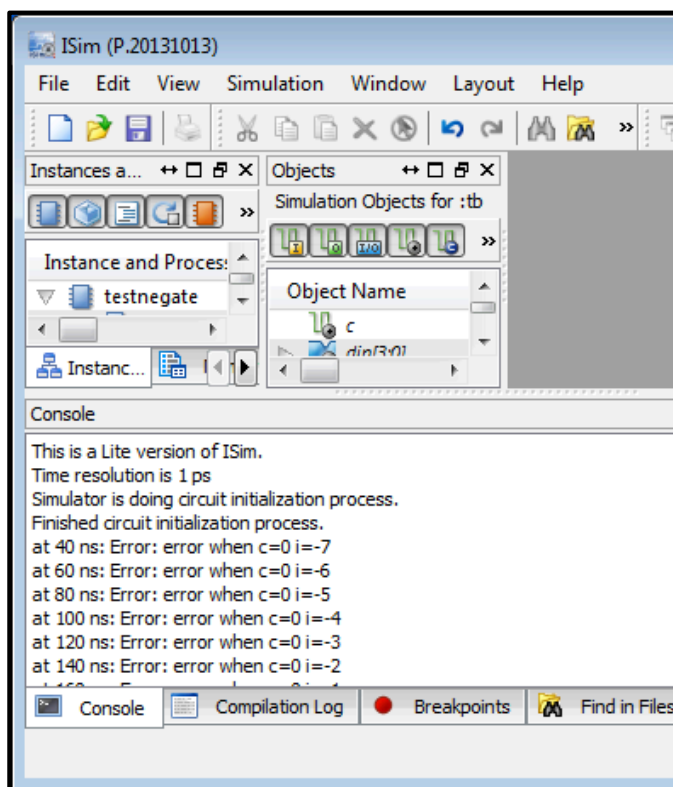 ISim (P.20131013)
File Edit View Simulation Window Layout Help
Instances a...
Objects
Simulation Objects for :tb
Instance and Proces
testnegate
Object Name
c
din[3:0]
Instanc...
Console
This is a Lite version of ISim.
Time resolution is 1 ps
Simulator is doing circuit initialization process.
Finished circuit initialization process.
at 40 ns: Error: error when c=0 i=-7
at 60 ns: Error: error when c=0 i=-6
at 80 ns: Error: error when c=0 i=-5
at 100 ns: Error: error when c=0 i=-4
at 120 ns: Error: error when c=0 i=-3
at 140 ns: Error: error when c=0 i=-2
Console Compilation Log Breakpoints Find in Files